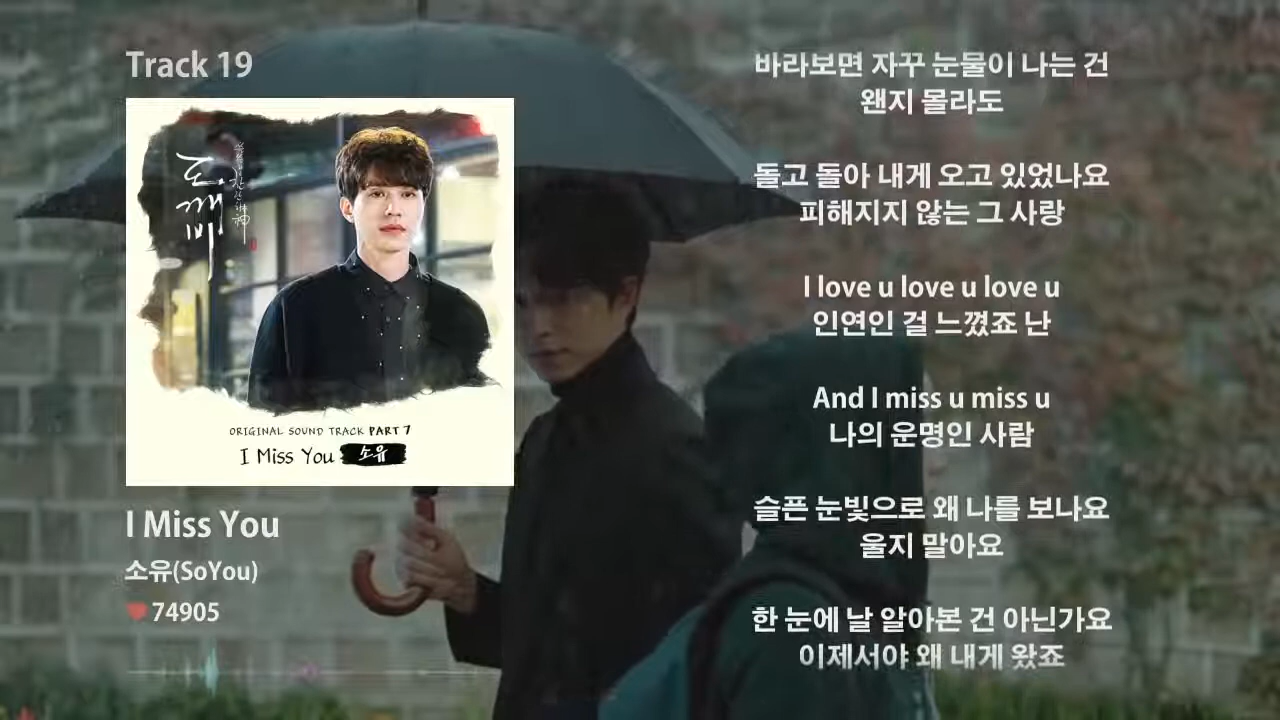 Track 19
도깨비
ORIGINAL SOUND TRACK PART 7
I Miss You 소유
I Miss You
소유(SoYou)
74905
바라보면 자꾸 눈물이 나는 건
왠지 몰라도
돌고 돌아 내게 오고 있었나요
피해지지 않는 그 사랑
I love u love u love u
인연인 걸 느꼈죠 난
And I miss u miss u
나의 운명인 사람
슬픈 눈빛으로 왜 나를 보나요
울지 말아요
한 눈에 날 알아본 건 아닌가요
이제서야 왜 내게 왔죠